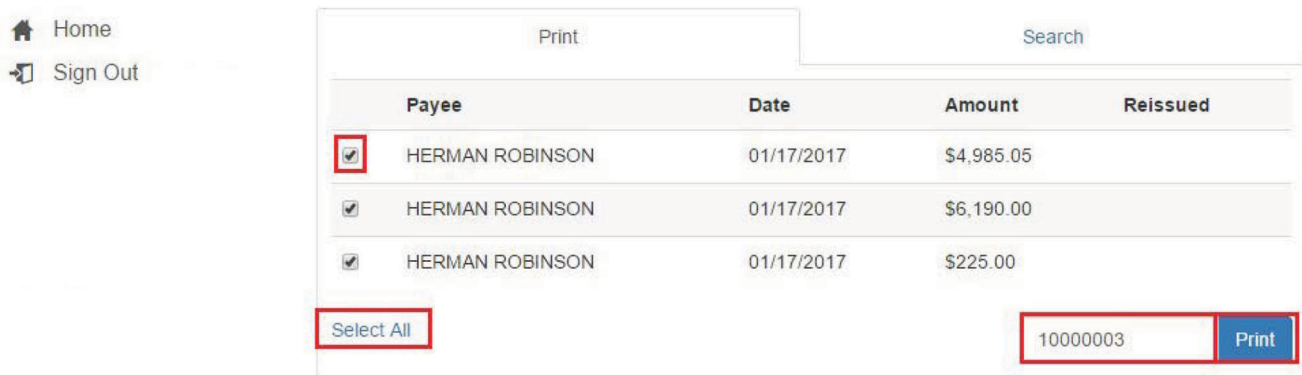 Home
Sign Out
Print Search
Payee Date Amount Reissued
HERMAN ROBINSON 01/17/2017 $4,985.05
HERMAN ROBINSON 01/17/2017 $6,190.00
HERMAN ROBINSON 01/17/2017 $225.00
Select All 10000003 Print